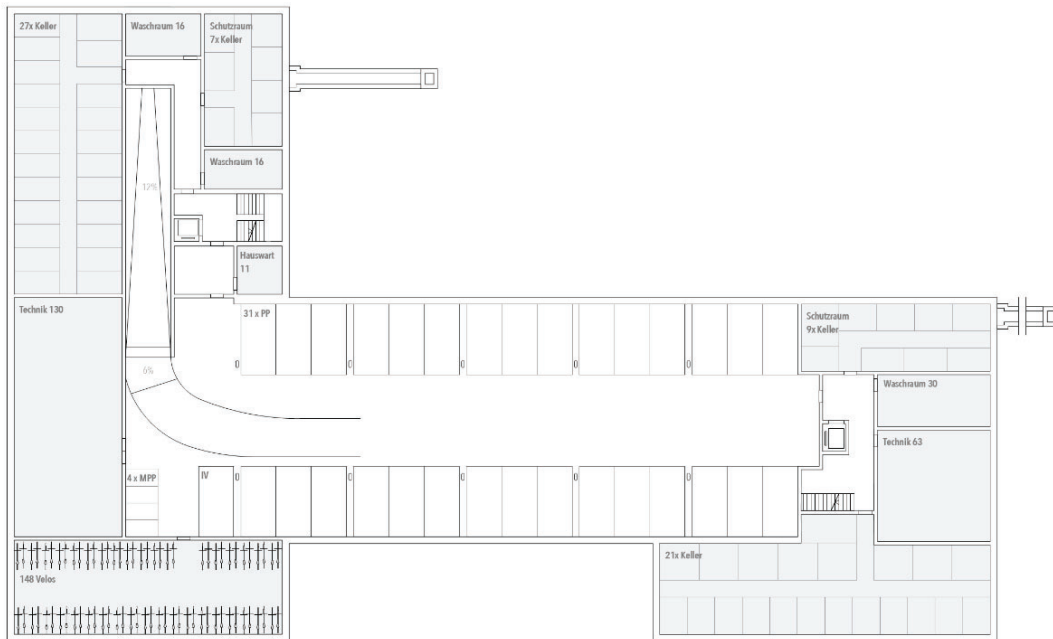 27x Keller
Waschraum 16
Schutzraum
7x Keller
Waschraum 16
12%
Hauswart
11
Technik 130
31 x PP
Schutzraum
9x Keller
6%
Waschraum 30
Technik 63
4 x MPP
IV
21x Keller
148 Velos